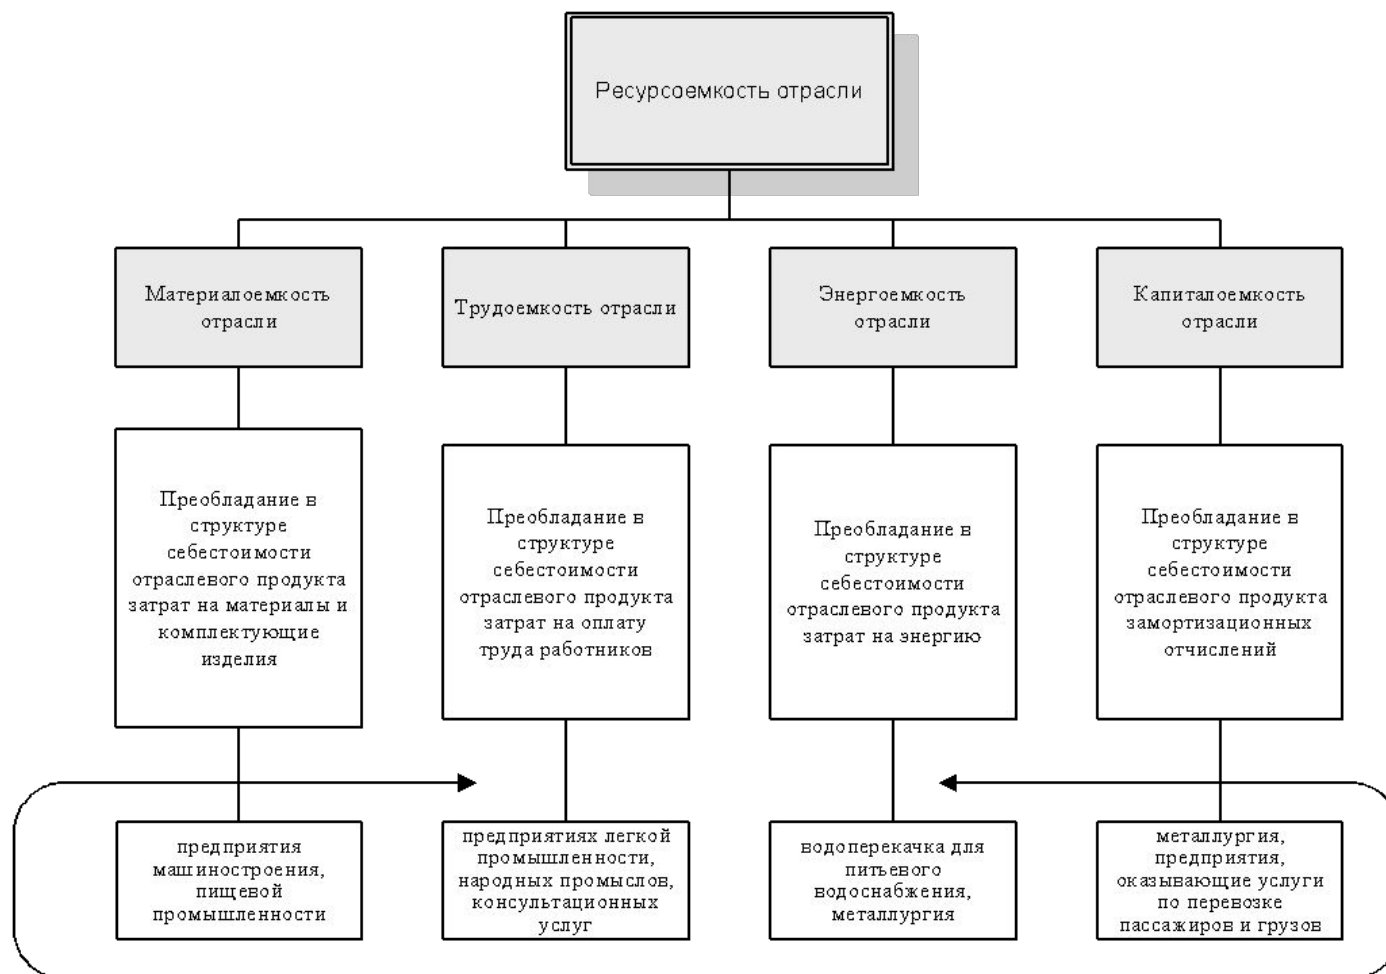 Ресурсоемкость отрасли
Материалоемкость
отрасли
Трудоемкость отрасли
Энергоемкость
отрасли
Капиталоемкость
отрасли
Преобладание в
структуре
себестоимости
отраслевого продукта
затрат на материалы и
комплектующие
изделия
Преобладание в
структуре
себестоимости
отраслевого продукта
затрат на оплату
труда работников
Преобладание в
структуре
себестоимости
отраслевого продукта
затрат на энергию
Преобладание в
структуре
себестоимости
отраслевого продукта
замортизационных
отчислений
предприятия
машиностроения,
пищевой
промышленности
предприятиях легкой
промышленности,
народных промыслов,
консультационных
услуг
водоперекачка для
питьевого
водоснабжения,
металлургия
металлургия,
предприятия,
оказывающие услуги
по перевозке
пассажиров и грузов